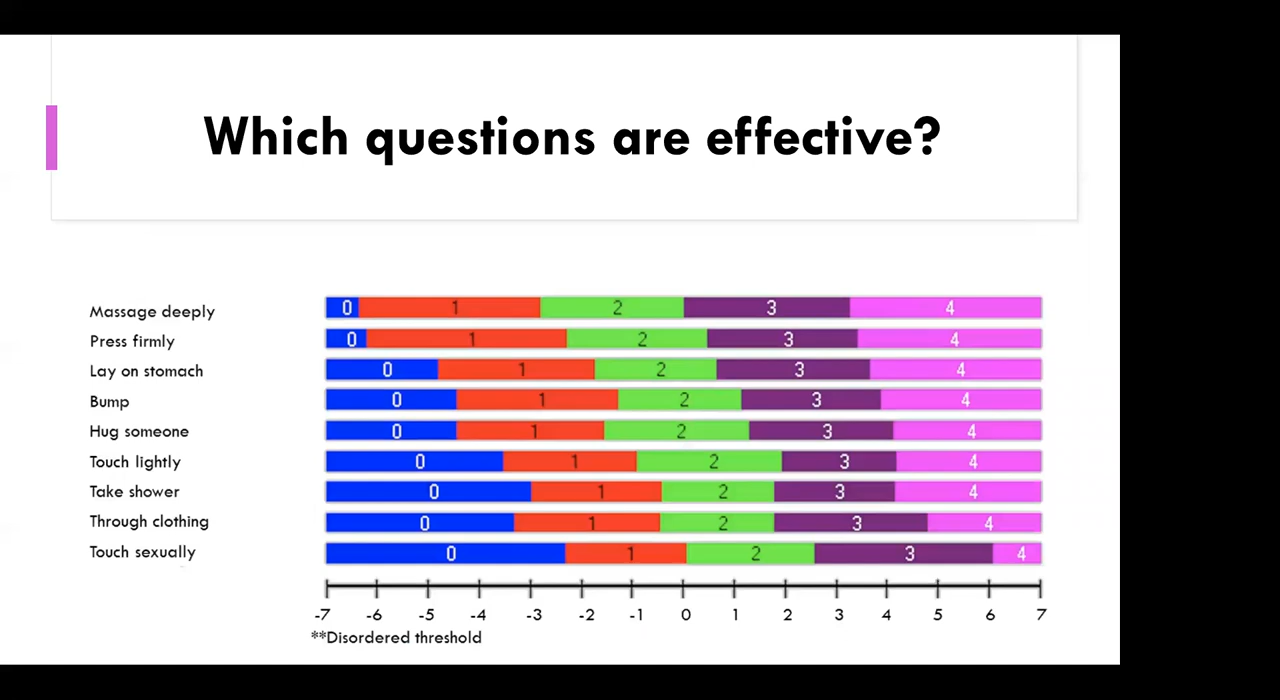 Which questions are effective?
Massage deeply 0 1 2 3 4
Press firmly 0 1 2 3 4
Lay on stomach 0 1 2 3 4
Bump 0 1 2 3 4
Hug someone 0 1 2 3 4
Touch lightly 0 1 2 3 4
Take shower 0 1 2 3 4
Through clothing 0 1 2 3 4
Touch sexually 0 1 2 3 4
-7 -6 -5 -4 -3 -2 -1 0 1 2 3 4 5 6 7
**Disordered threshold